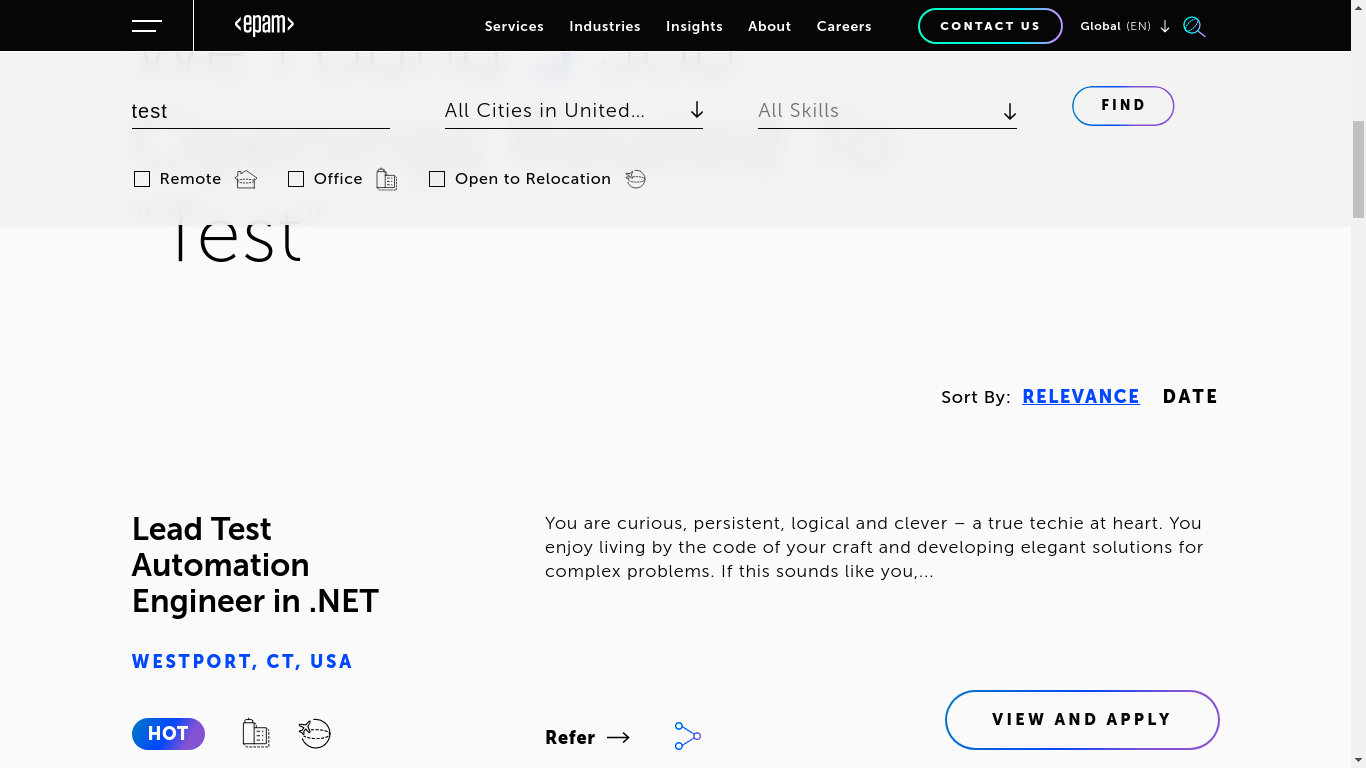 <epam>
Services Industries Insights About Careers CONTACT US Global (EN)
test All Cities in United... All Skills FIND
Remote Office Open to Relocation
Test
Sort By: RELEVANCE DATE
Lead Test
Automation
Engineer in .NET
You are curious, persistent, logical and clever – a true techie at heart. You
enjoy living by the code of your craft and developing elegant solutions for
complex problems. If this sounds like you,...
WESTPORT, CT, USA
HOT
Refer
VIEW AND APPLY